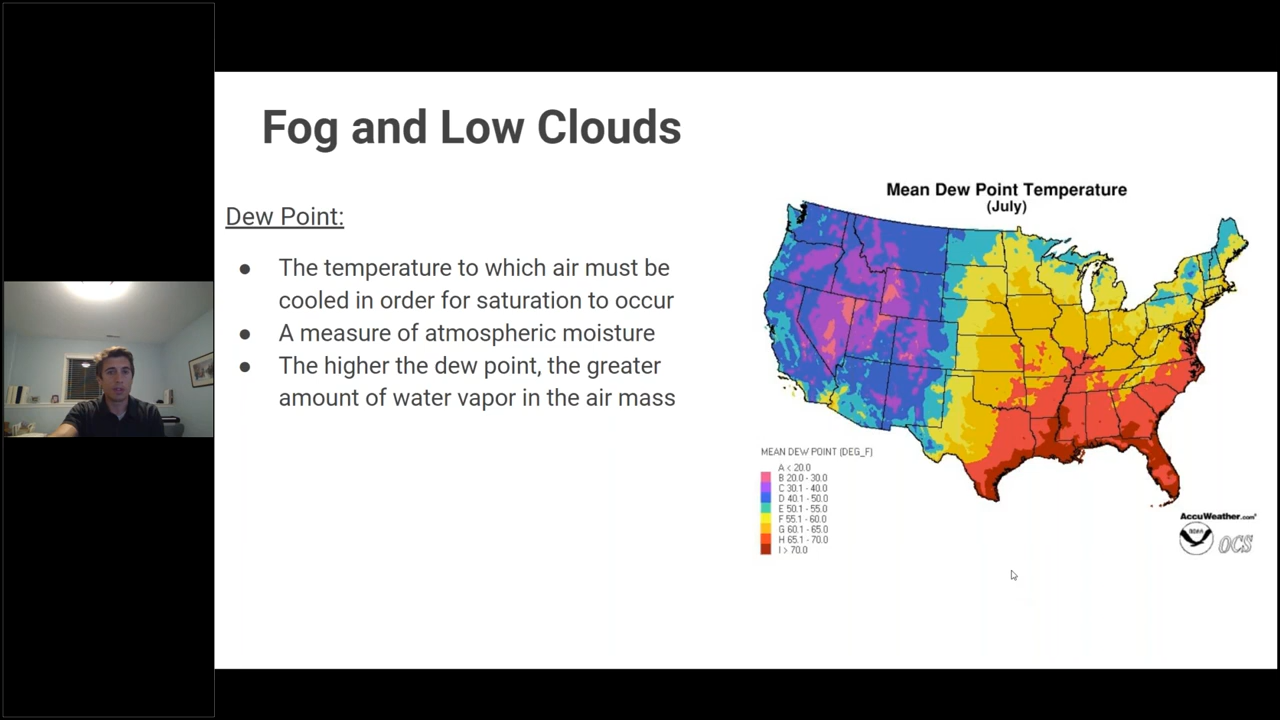 Fog and Low Clouds
Dew Point:
● The temperature to which air must be
cooled in order for saturation to occur
● A measure of atmospheric moisture
● The higher the dew point, the greater
amount of water vapor in the air mass
Mean Dew Point Temperature
(July)
MEAN DEW POINT (DEG_F)
A < 20.0
B 20.0 - 30.0
C 30.1 - 40.0
D 40.1 - 50.0
E 50.1 - 55.0
F 55.1 - 60.0
G 60.1 - 65.0
H 65.1 - 70.0
I > 70.0
AccuWeather.com
OCS